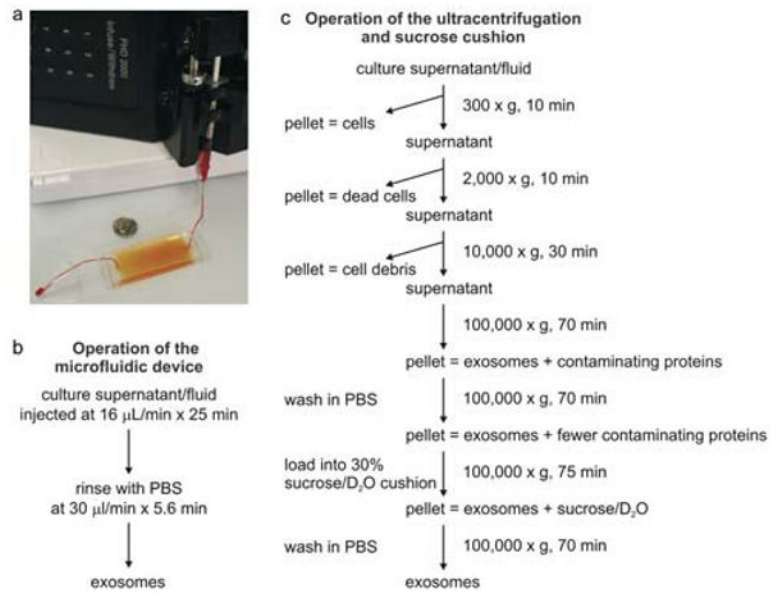 a
PHD 2000
Infuse/Withdraw
b
Operation of the
microfluidic device
culture supernatant/fluid
injected at 16 μL/min x 25 min
rinse with PBS
at 30 μl/min x 5.6 min
exosomes
c Operation of the ultracentrifugation
and sucrose cushion
culture supernatant/fluid
300 x g, 10 min
pellet = cells
supernatant
2,000 x g, 10 min
pellet = dead cells
supernatant
10,000 x g, 30 min
pellet = cell debris
supernatant
100,000 x g, 70 min
pellet = exosomes + contaminating proteins
wash in PBS
100,000 x g, 70 min
pellet = exosomes + fewer contaminating proteins
load into 30%
sucrose/D₂O cushion
100,000 x g, 75 min
pellet = exosomes + sucrose/D₂O
wash in PBS
100,000 x g, 70 min
exosomes